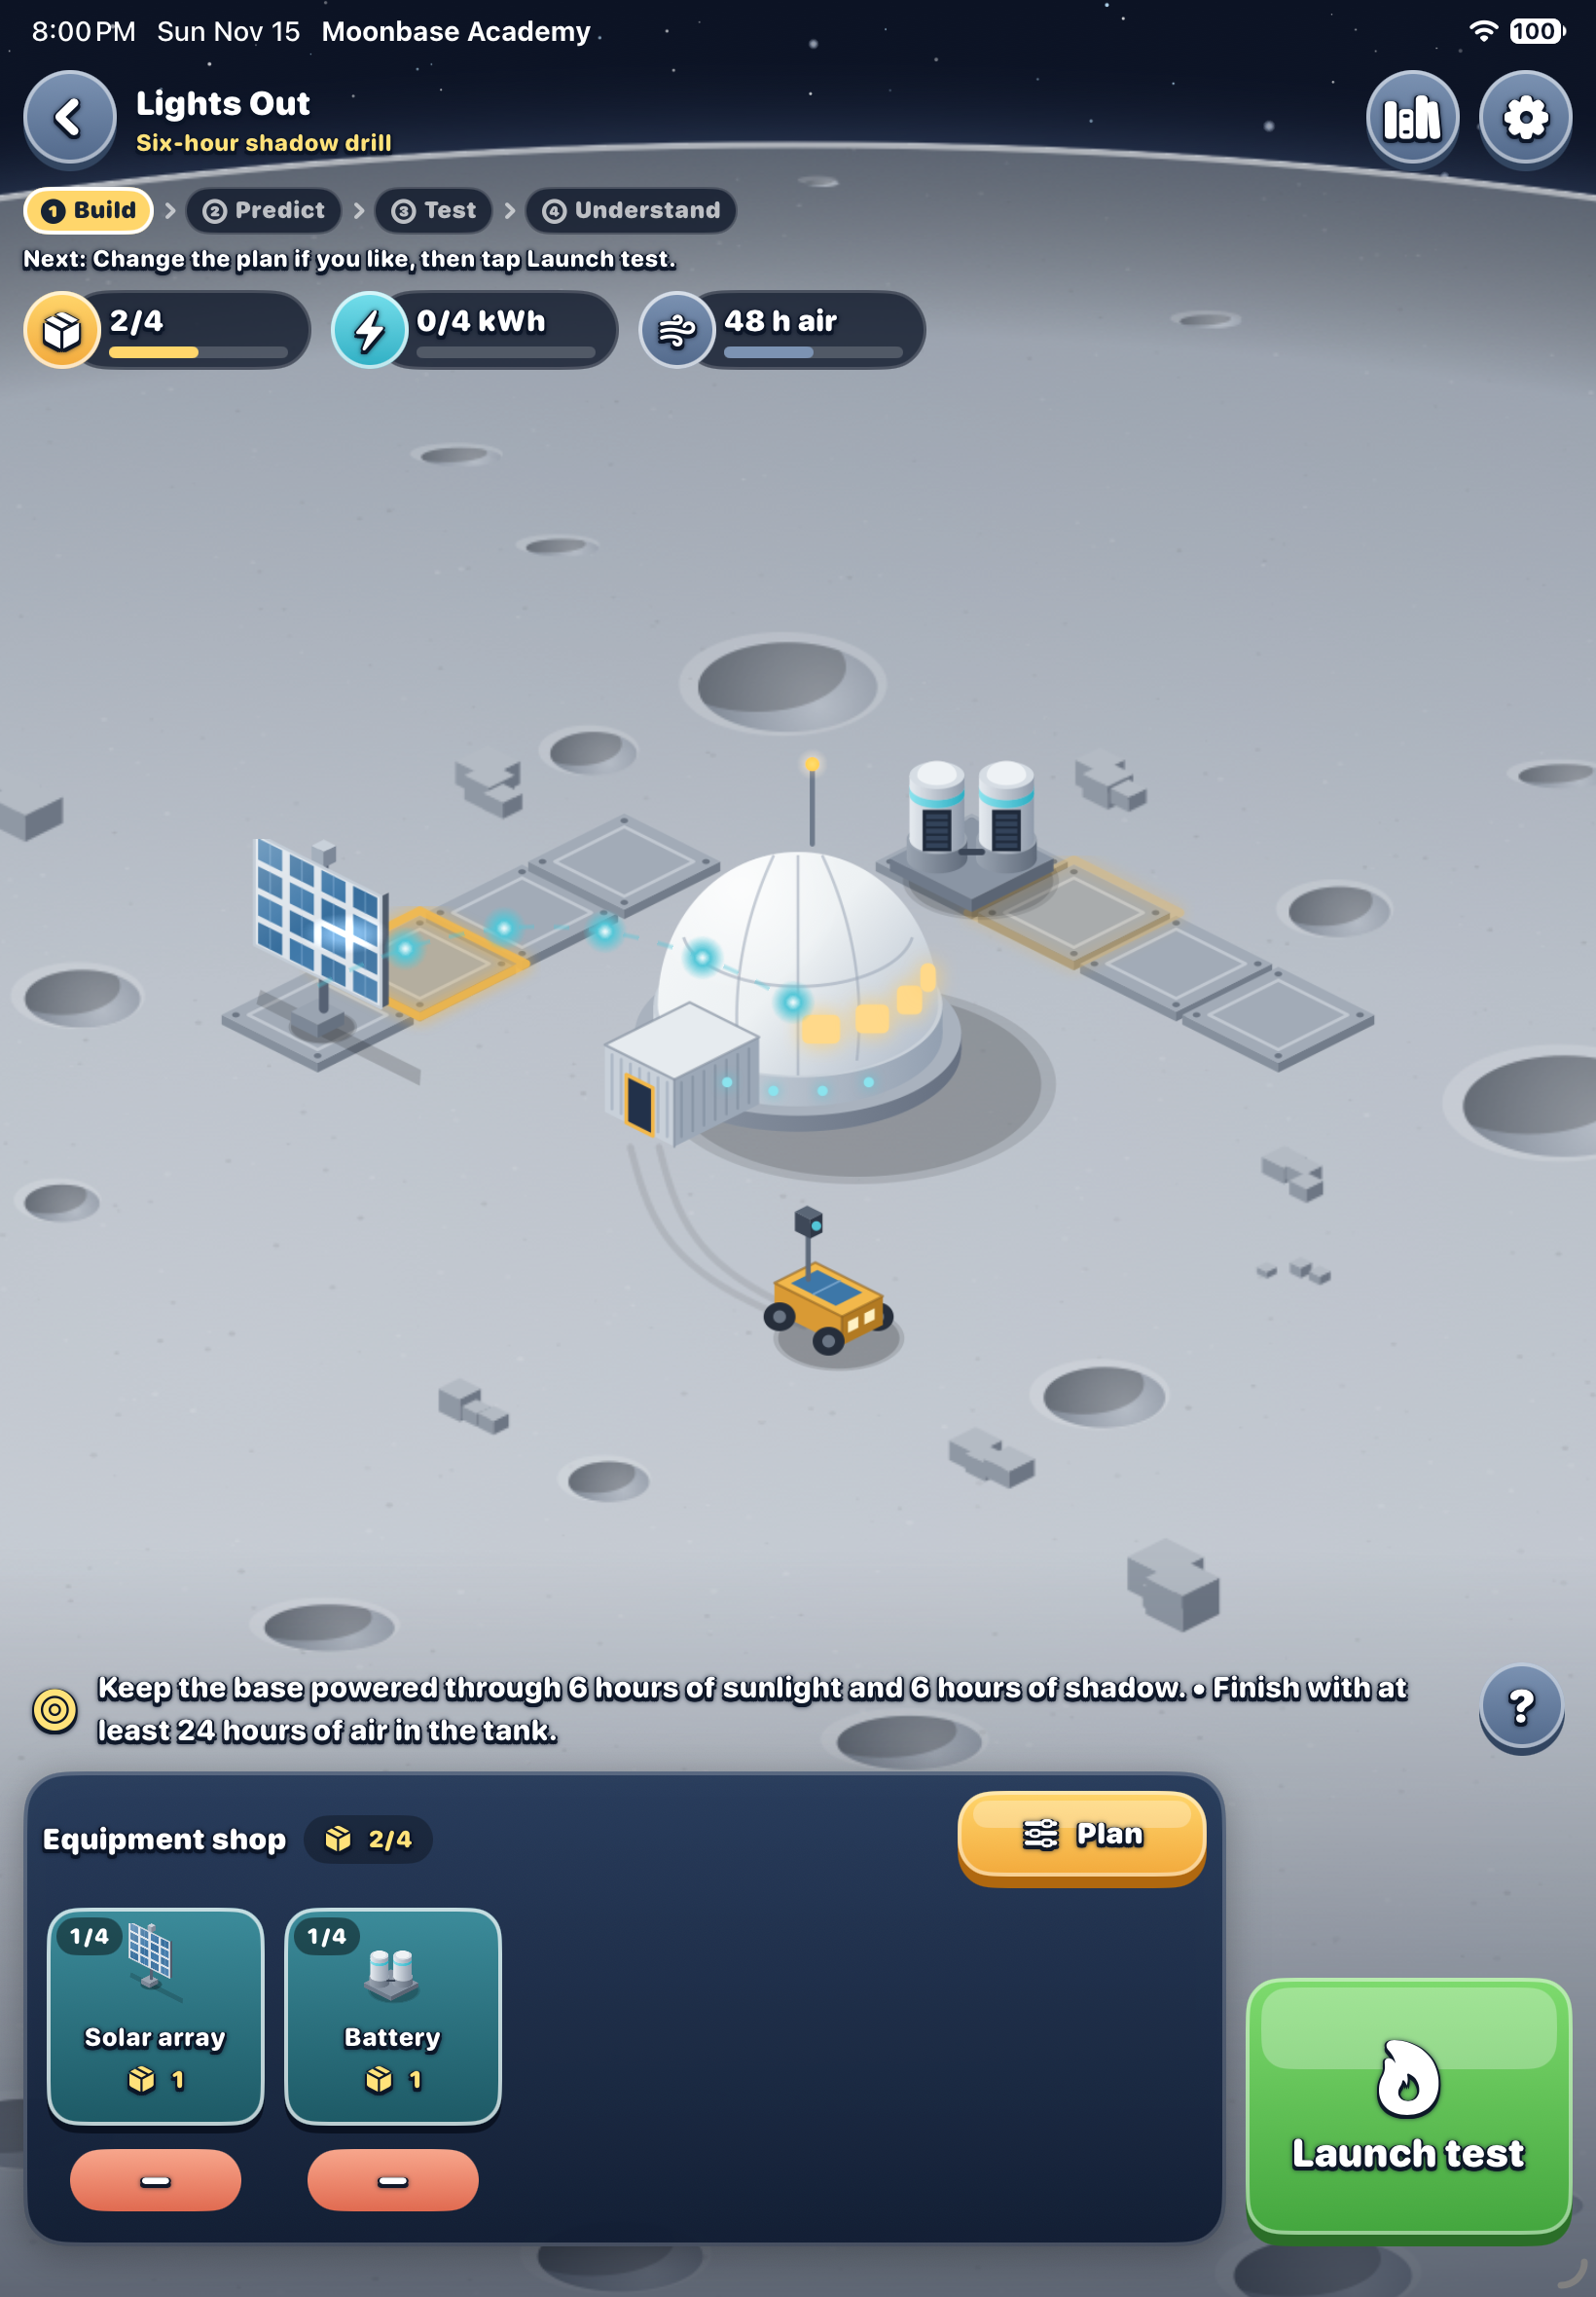 8:00 PM Sun Nov 15 Moonbase Academy
100
Lights Out
Six-hour shadow drill
1 Build
2 Predict
3 Test
4 Understand
Next: Change the plan if you like, then tap Launch test.
2/4
0/4 kWh
48 h air
Keep the base powered through 6 hours of sunlight and 6 hours of shadow. • Finish with at
least 24 hours of air in the tank.
?
Equipment shop
2/4
Plan
1/4
Solar array
1
1/4
Battery
1
Launch test